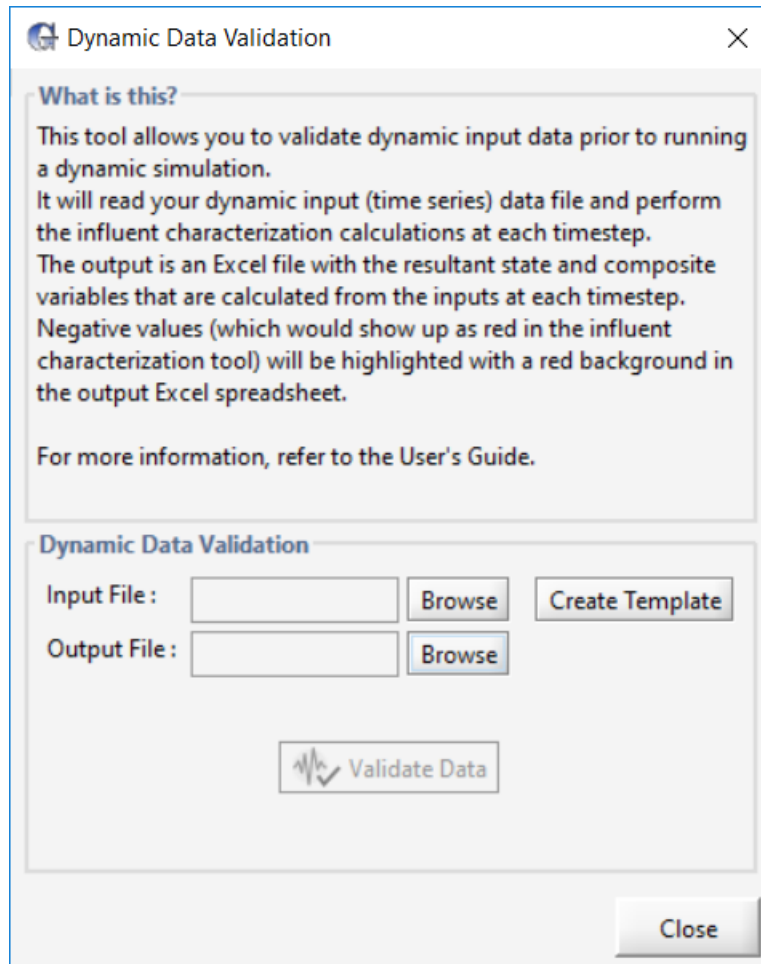 Dynamic Data Validation
What is this?
This tool allows you to validate dynamic input data prior to running
a dynamic simulation.
It will read your dynamic input (time series) data file and perform
the influent characterization calculations at each timestep.
The output is an Excel file with the resultant state and composite
variables that are calculated from the inputs at each timestep.
Negative values (which would show up as red in the influent
characterization tool) will be highlighted with a red background in
the output Excel spreadsheet.
For more information, refer to the User's Guide.
Dynamic Data Validation
Input File : Browse Create Template
Output File : Browse
Validate Data
Close